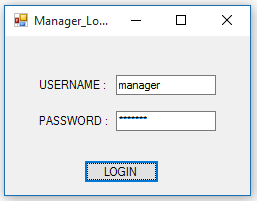 Manager_Lo...
USERNAME : manager
PASSWORD : *******
LOGIN